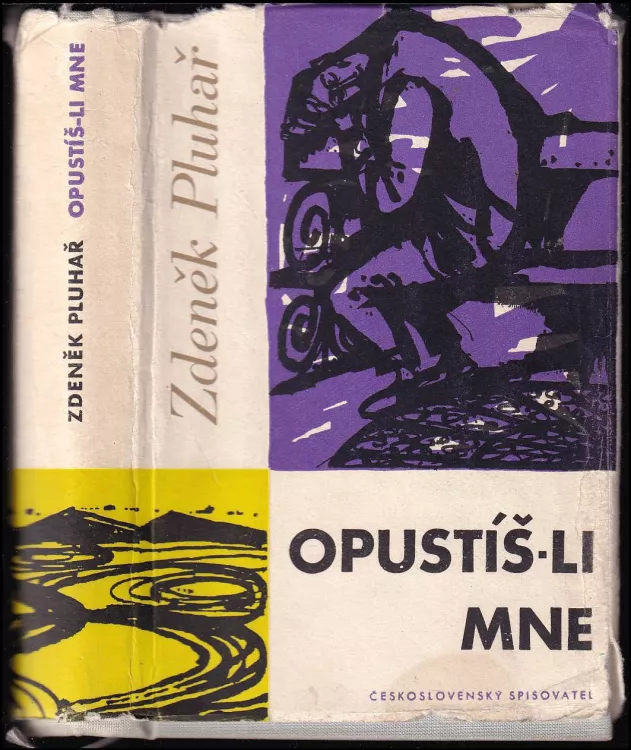 ZDENĚK PLUHAŘ OPUSTÍŠ-LI MNE
Zdeněk Pluhař
OPUSTÍŠ-LI
MNE
ČESKOSLOVENSKÝ SPISOVATEL